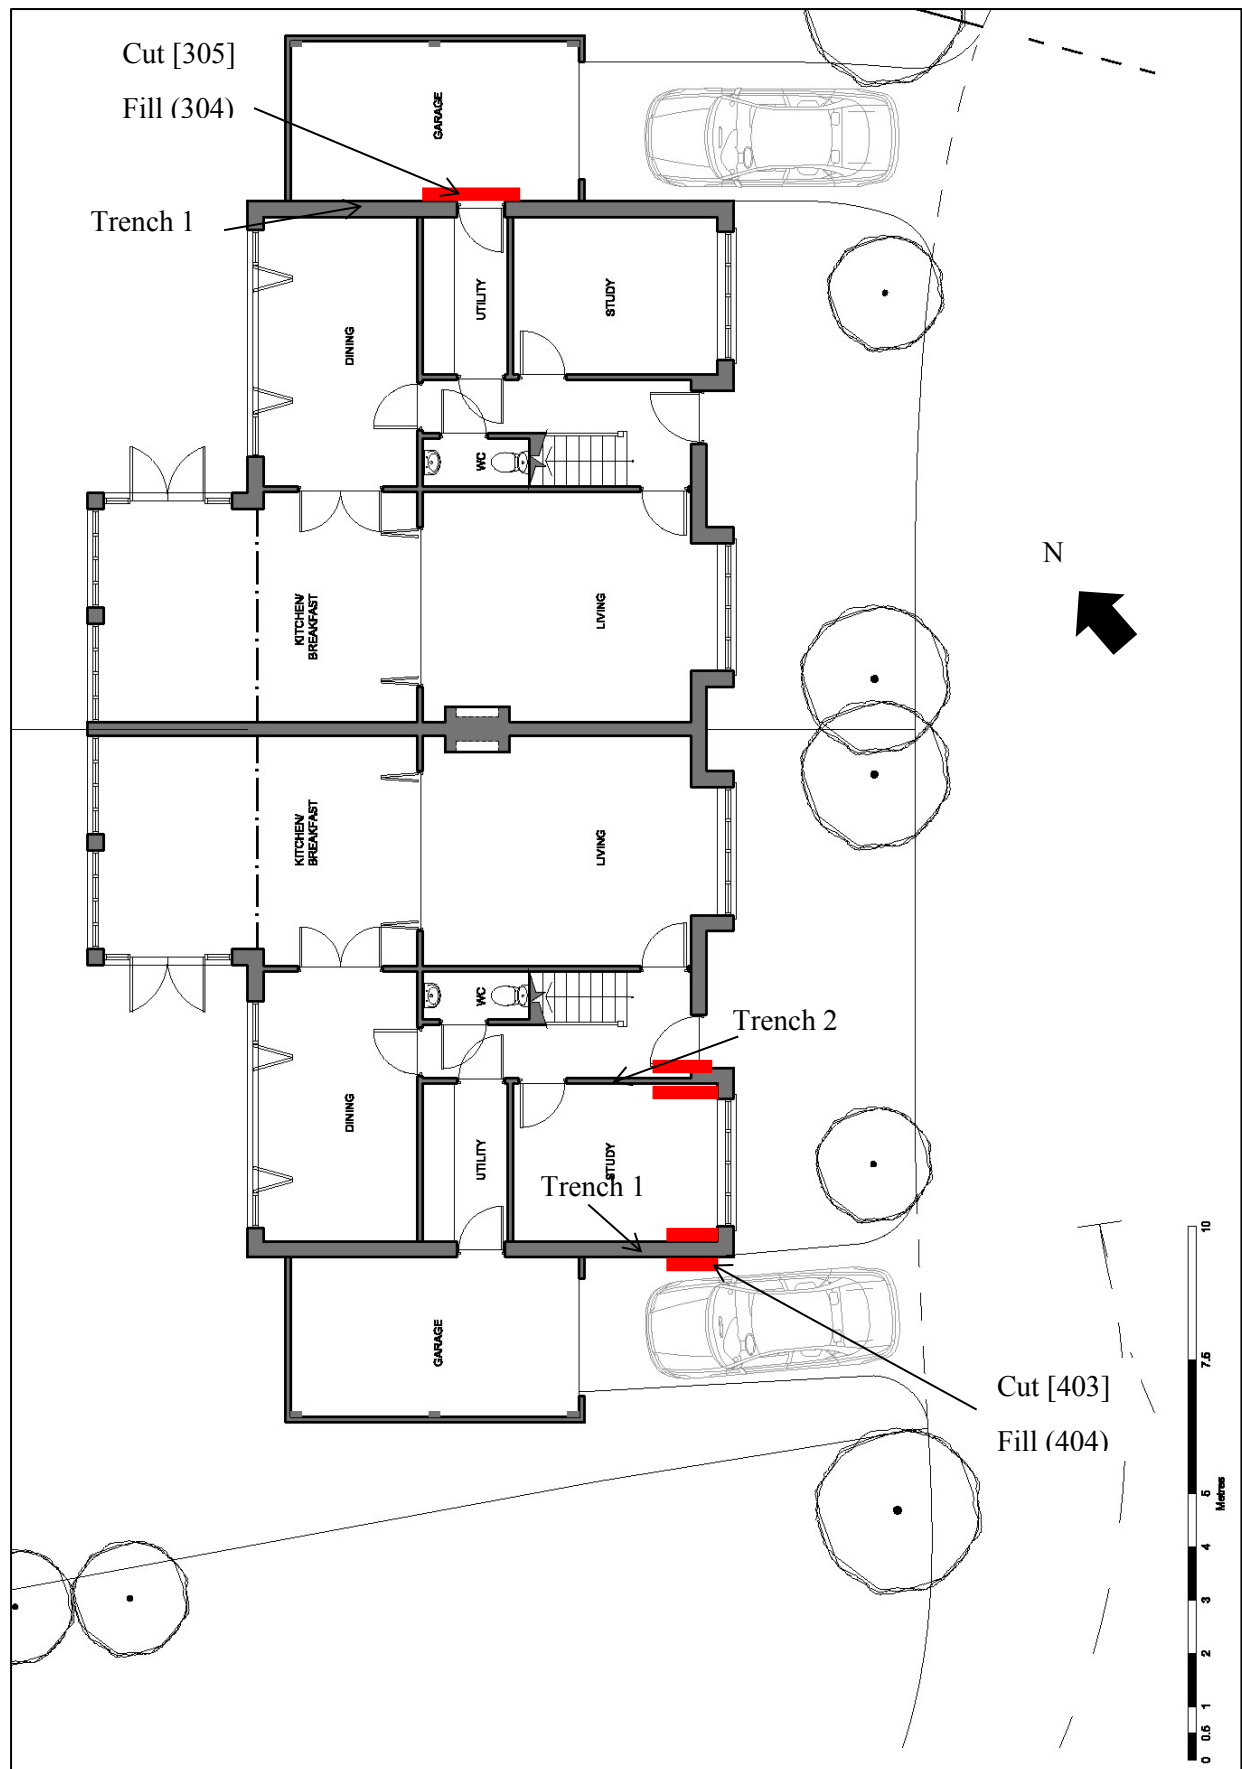 Cut [305]
Fill (304)
GARAGE
Trench 1
UTILITY
STUDY
DINING
WC
N
KITCHEN/
BREAKFAST
LIVING
KITCHEN/
BREAKFAST
LIVING
WC
Trench 2
DINING
UTILITY
STUDY
Trench 1
GARAGE
Cut [403]
Fill (404)
10
7.5
5
Metres
4
3
2
1
0.5
0